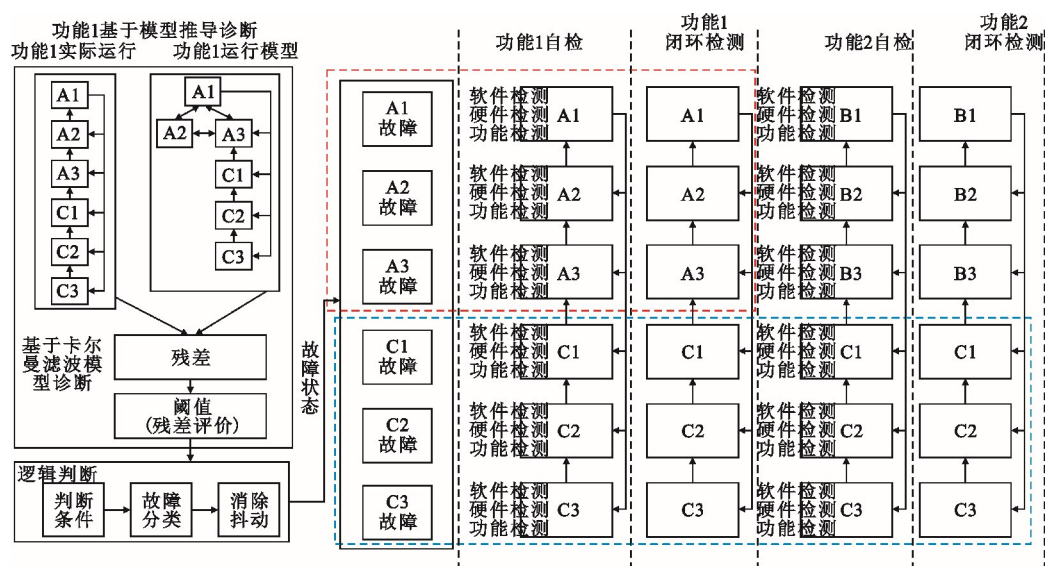 功能1基于模型推导诊断
功能1实际运行
功能1运行模型
A1
A2
A3
C1
C2
C3
A1
A2
A3
C1
C2
C3
基于卡尔
曼滤波模
型诊断
残差
阈值
(残差评价)
逻辑判断
判断
条件
故障
分类
消除
抖动
故障状态
A1
故障
A2
故障
A3
故障
C1
故障
C2
故障
C3
故障
功能1自检
软件检测
硬件检测
功能检测
A1
软件检测
硬件检测
功能检测
A2
软件检测
硬件检测
功能检测
A3
软件检测
硬件检测
功能检测
C1
软件检测
硬件检测
功能检测
C2
软件检测
硬件检测
功能检测
C3
功能1
闭环检测
A1
A2
A3
C1
C2
C3
功能2自检
软件检测
硬件检测
功能检测
B1
软件检测
硬件检测
功能检测
B2
软件检测
硬件检测
功能检测
B3
软件检测
硬件检测
功能检测
C1
软件检测
硬件检测
功能检测
C2
软件检测
硬件检测
功能检测
C3
功能2
闭环检测
B1
B2
B3
C1
C2
C3